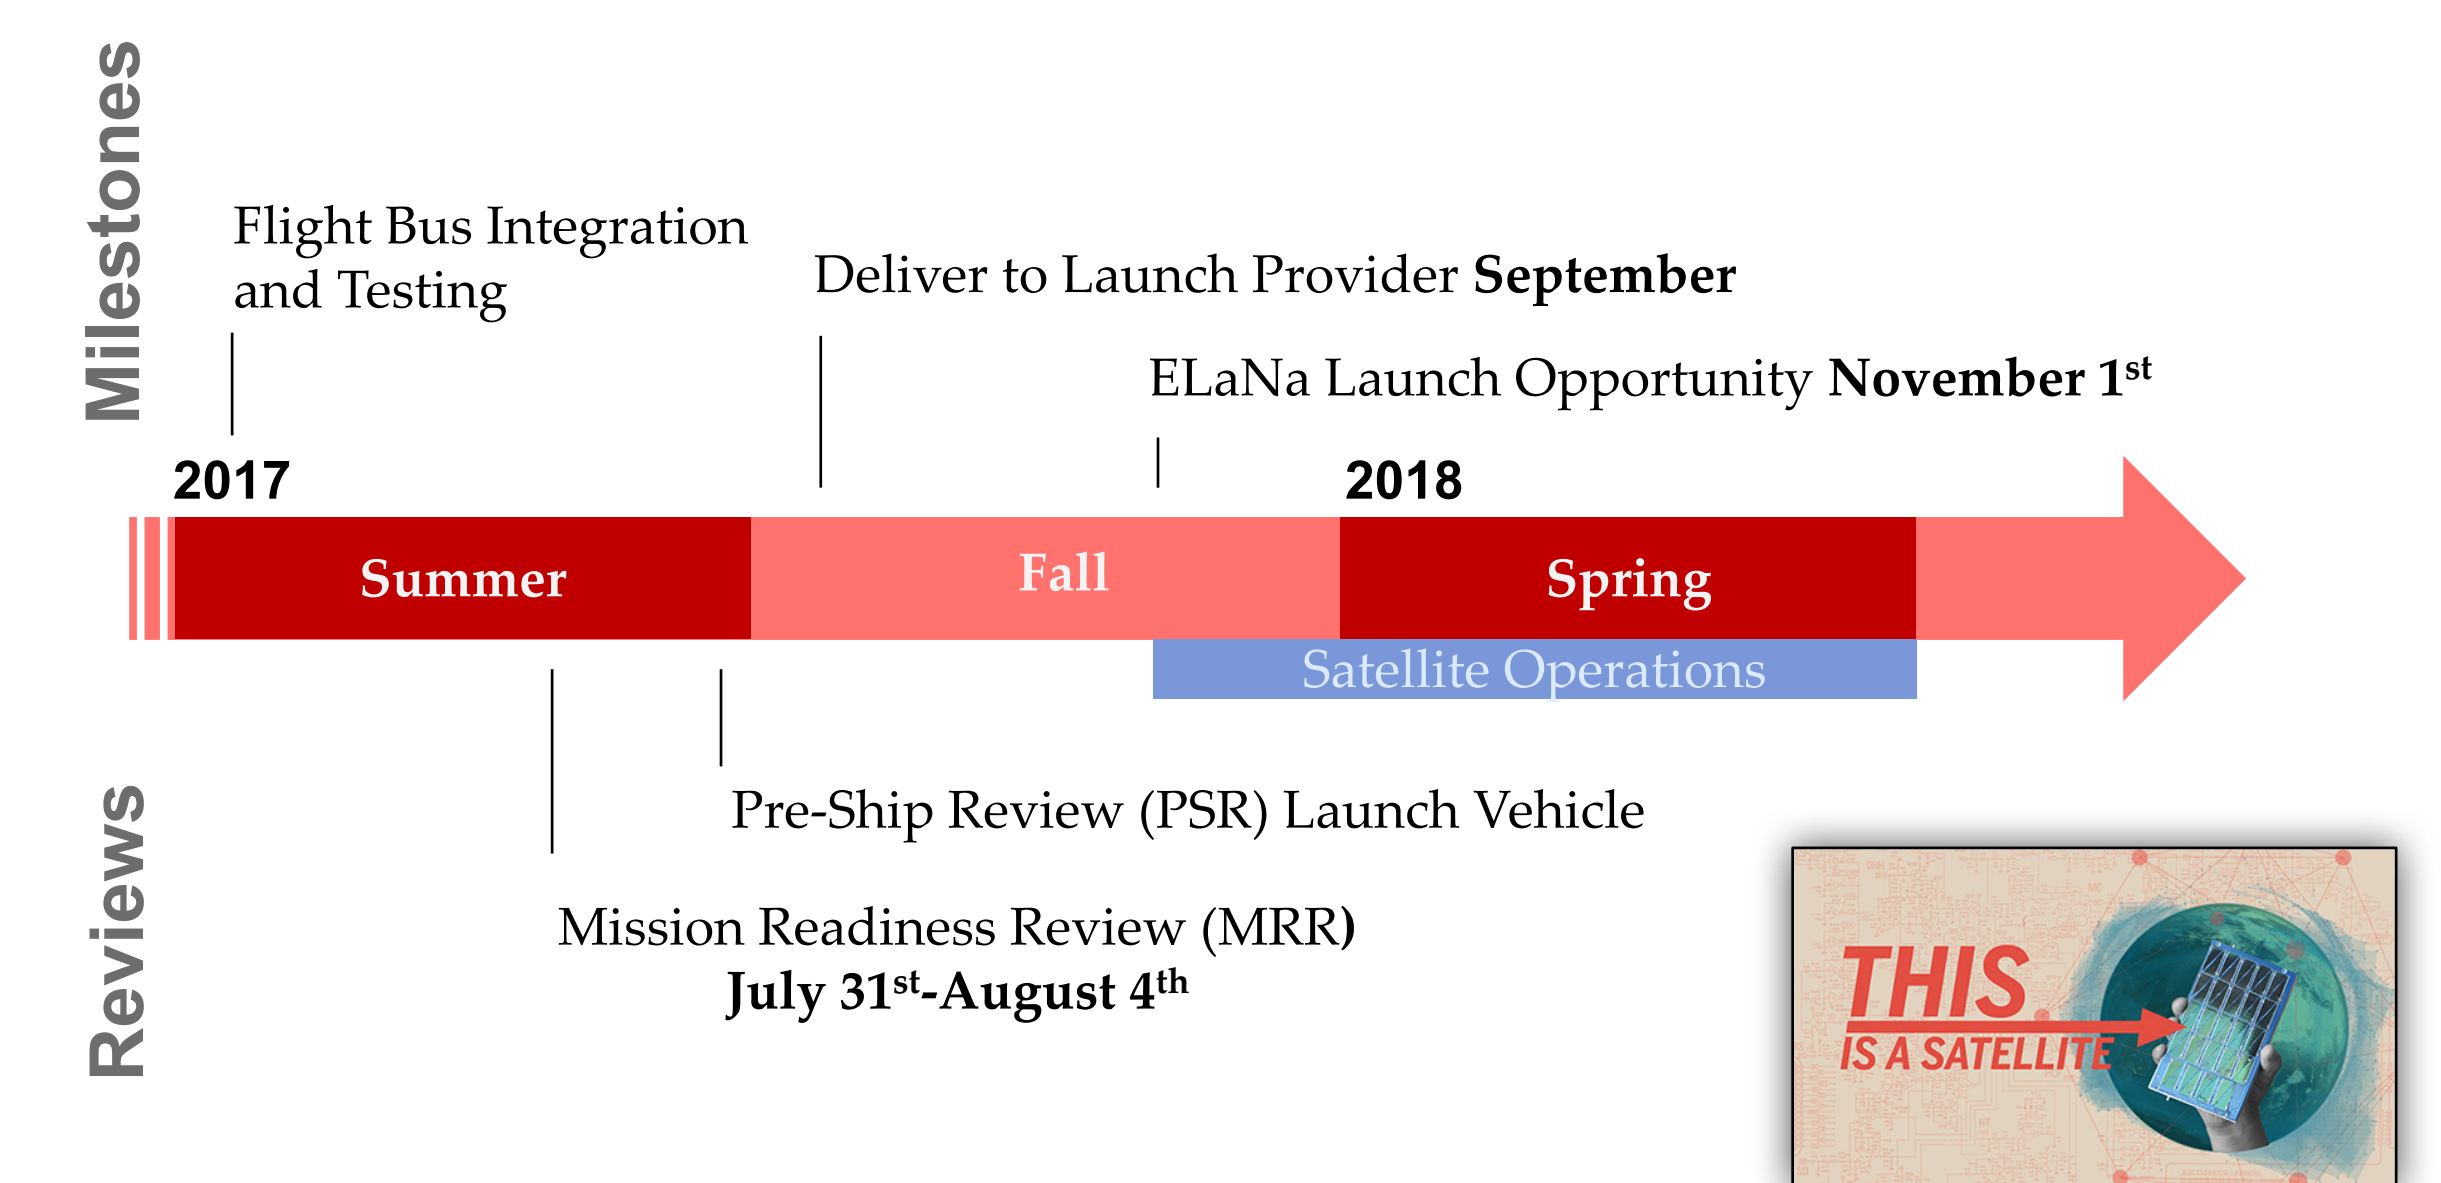 Milestones
Flight Bus Integration
and Testing
Deliver to Launch Provider September
ELaNa Launch Opportunity November 1st
2017
2018
Summer
Fall
Spring
Satellite Operations
Reviews
Pre-Ship Review (PSR) Launch Vehicle
Mission Readiness Review (MRR)
July 31st-August 4th
THIS
IS A SATELLITE